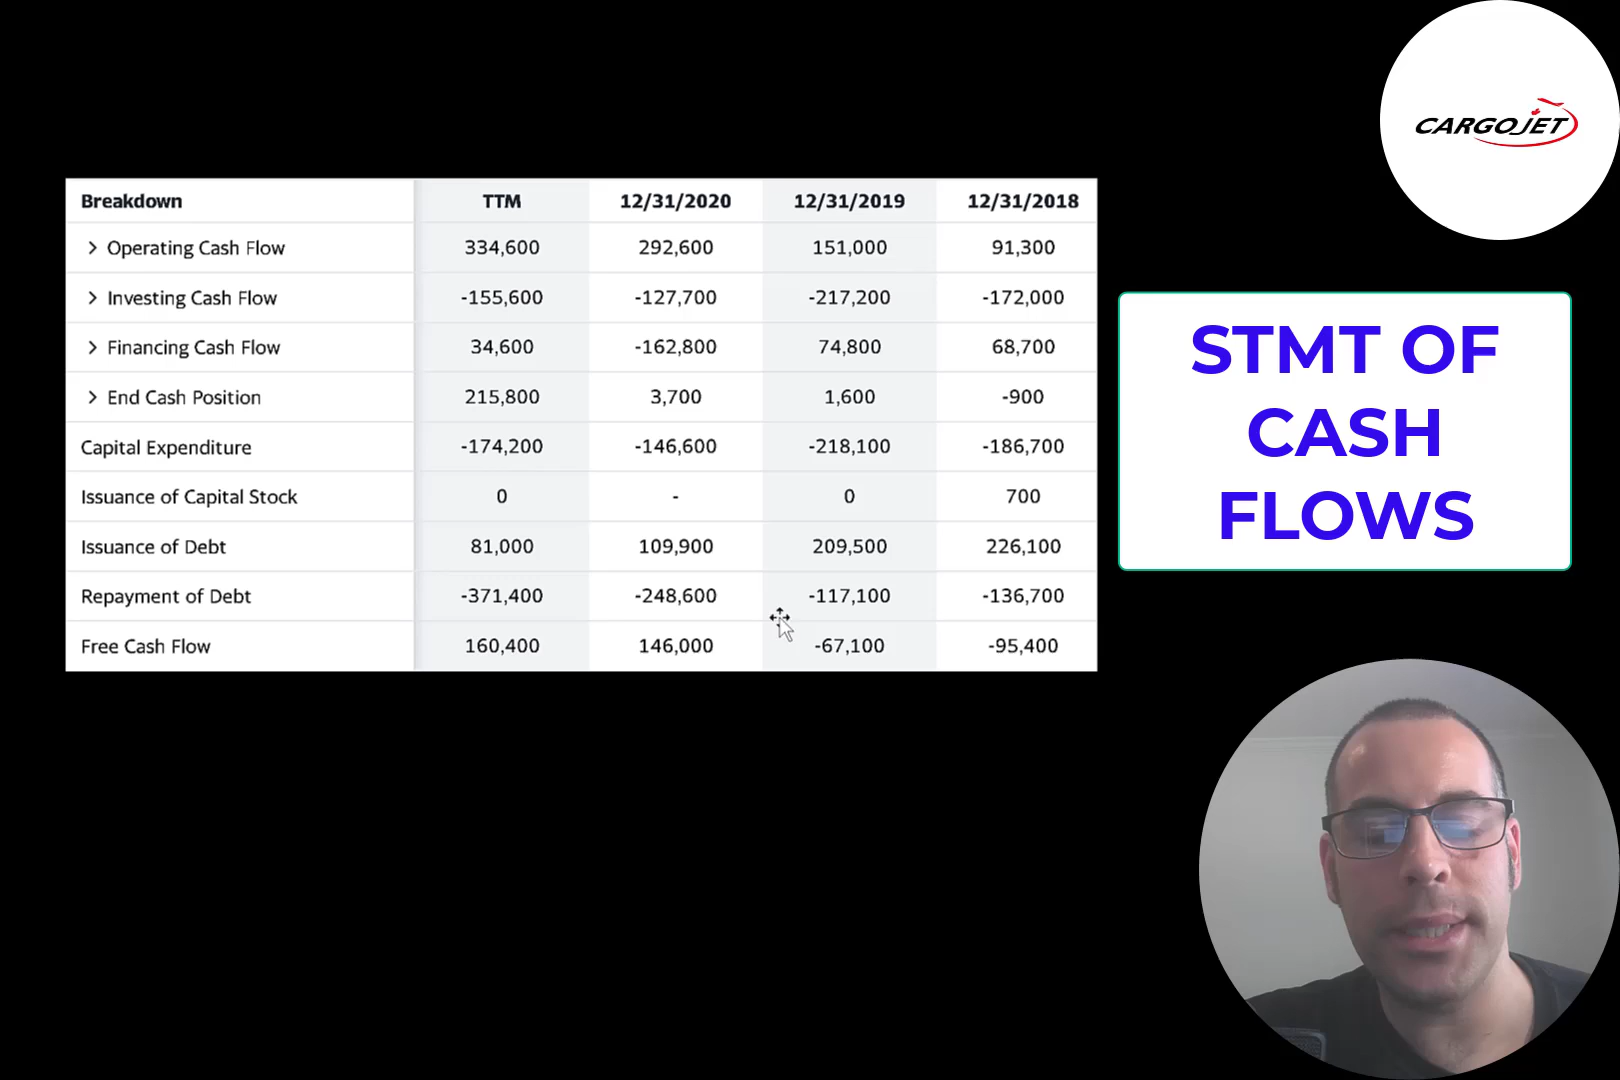 CARGOJET
Breakdown TTM 12/31/2020 12/31/2019 12/31/2018
Operating Cash Flow 334,600 292,600 151,000 91,300
Investing Cash Flow -155,600 -127,700 -217,200 -172,000
Financing Cash Flow 34,600 -162,800 74,800 68,700
End Cash Position 215,800 3,700 1,600 -900
Capital Expenditure -174,200 -146,600 -218,100 -186,700
Issuance of Capital Stock 0 - 0 700
Issuance of Debt 81,000 109,900 209,500 226,100
Repayment of Debt -371,400 -248,600 -117,100 -136,700
Free Cash Flow 160,400 146,000 -67,100 -95,400
STMT OF
CASH
FLOWS